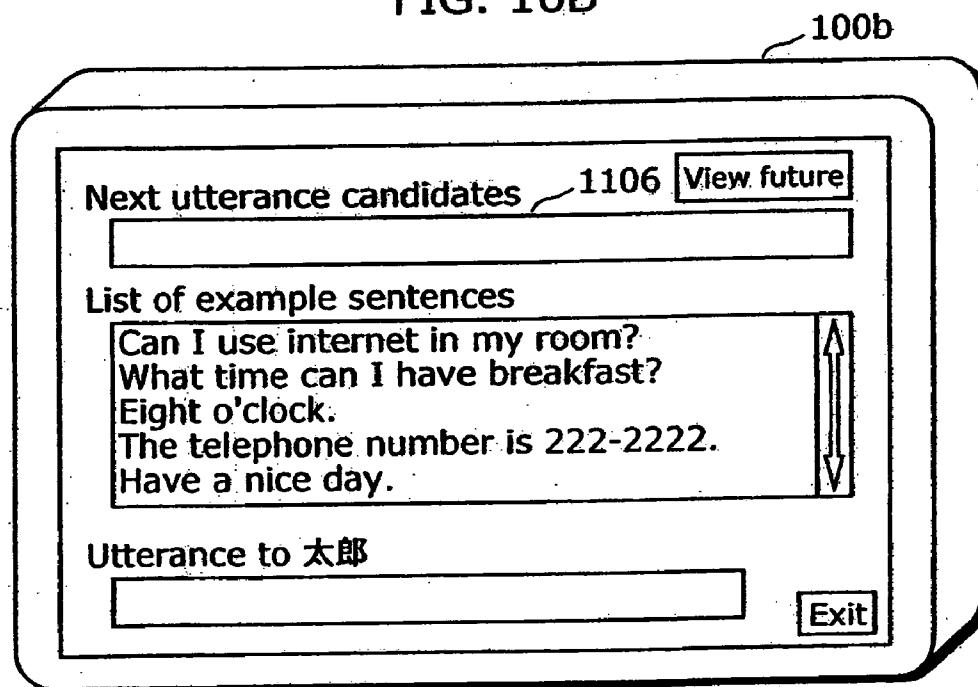 FIG. 10B
100b
Next utterance candidates 1106 View future
List of example sentences
Can I use internet in my room?
What time can I have breakfast?
Eight o'clock.
The telephone number is 222-2222.
Have a nice day.
Utterance to 太郎
Exit